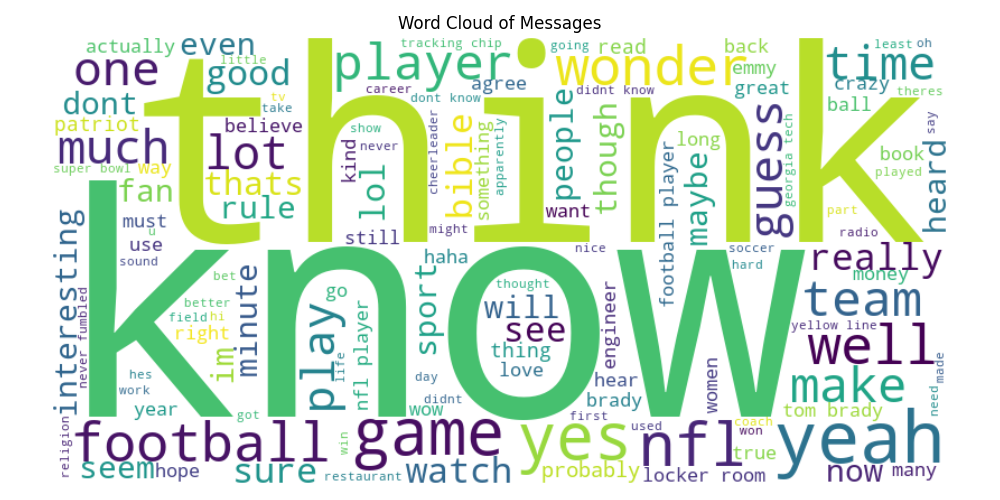 Word Cloud of Messages
actually even tracking chip going read back least oh
one little good player wonder emmy time
dont tv take career dont know agree didnt know great crazy theres
patriot believe think people though ball say
much lot show never cheerleader bible something apparently long guess georgia tech book heard
super bowl way kind lol football player maybe played
fan thats want part
must rule still might nice soccer radio
u use haha really
interesting sound know hard money
never fumbled bet minute go sport thought will engineer team
better field hi see yellow line
right play nfl player thing well
im life love hear women made
hes day brady make need
work didnt
year got wow first used coach tom brady
religion football win game yes nfl won yeah
true
seem hope sure restaurant watch probably locker room now many